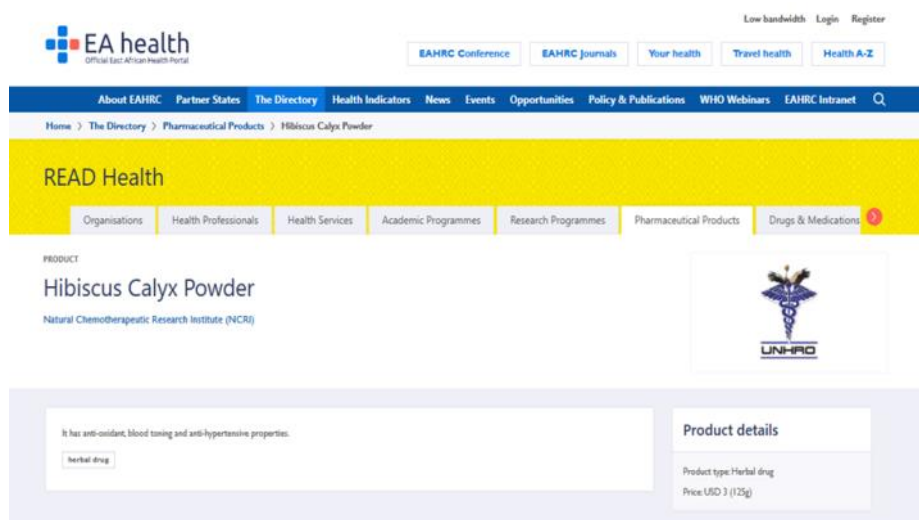 Low bandwidth Login Register
EA health
Official East African Health Portal
EAHRC Conference EAHRC Journals Your health Travel health Health A-Z
About EAHRC Partner States The Directory Health Indicators News Events Opportunities Policy & Publications WHO Webinars EAHRC Intranet
Home > The Directory > Pharmaceutical Products > Hibiscus Calyx Powder
READ Health
Organisations Health Professionals Health Services Academic Programmes Research Programmes Pharmaceutical Products Drugs & Medications
PRODUCT
Hibiscus Calyx Powder
Natural Chemotherapeutic Research Institute (NCRI)
UNHRO
It has anti-oxidant, blood toning and anti-hypertensive properties.
herbal drug
Product details
Product type: Herbal drug
Price: USD 3 (125g)